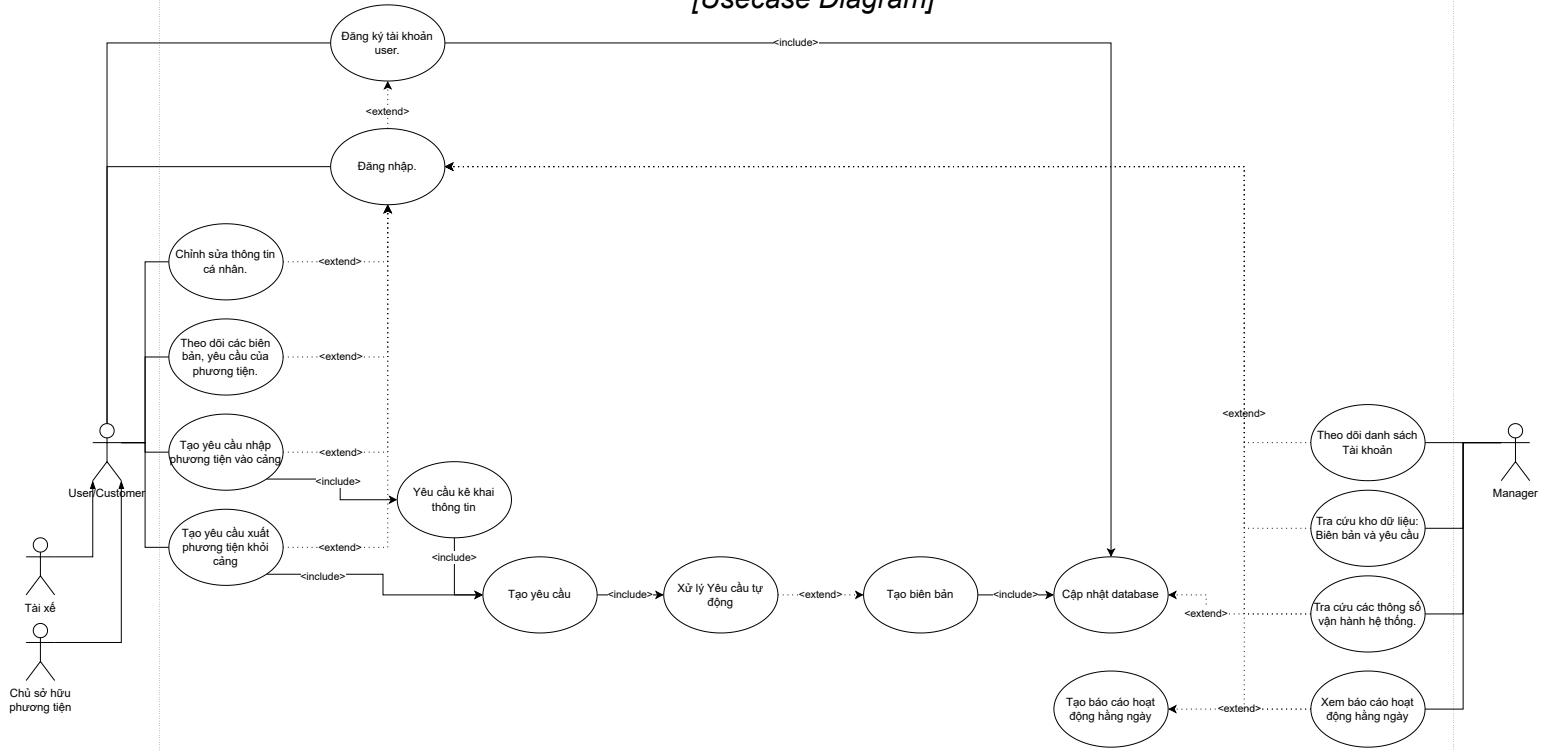 [Usecase Diagram]
Đăng ký tài khoản
user.
<include>
<extend>
Đăng nhập.
Chỉnh sửa thông tin
cá nhân.
<extend>
Theo dõi các biên
bản, yêu cầu của
phương tiện.
<extend>
<extend>
Theo dõi danh sách
Tài khoản
Tạo yêu cầu nhập
phương tiện vào cảng
<extend>
<include>
User/Customer
Manager
Yêu cầu kê khai
thông tin
Tra cứu kho dữ liệu:
Biên bản và yêu cầu
Tạo yêu cầu xuất
phương tiện khỏi
cảng
<extend>
<include>
<include>
Tài xế
Tạo yêu cầu
<include>
Xử lý Yêu cầu tự
động
<extend>
Tạo biên bản
<include>
Cập nhật database
<extend>
Tra cứu các thông số
vận hành hệ thống.
Chủ sở hữu
phương tiện
Tạo báo cáo hoạt
động hằng ngày
<extend>
Xem báo cáo hoạt
động hằng ngày